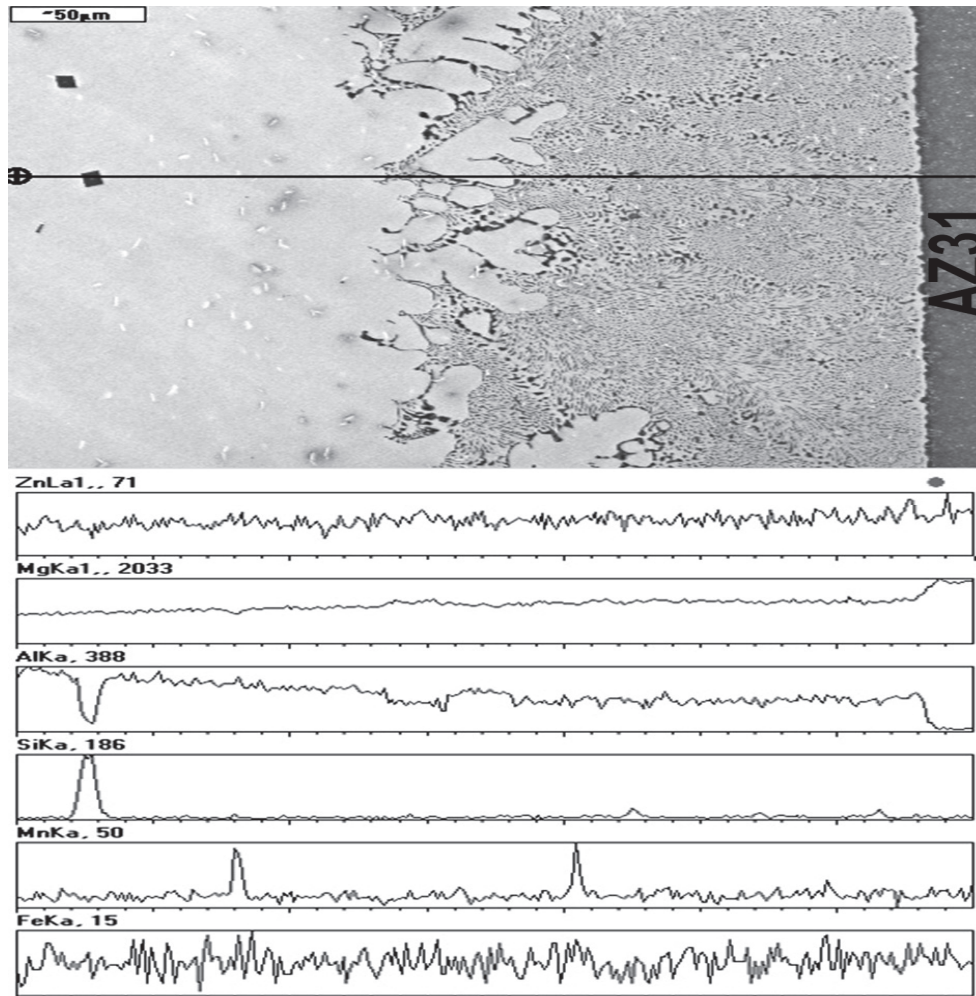 ~50µm
AZ31
ZnLa1,, 71
MgKa1,, 2033
AlKa, 388
SiKa, 186
MnKa, 50
FeKa, 15